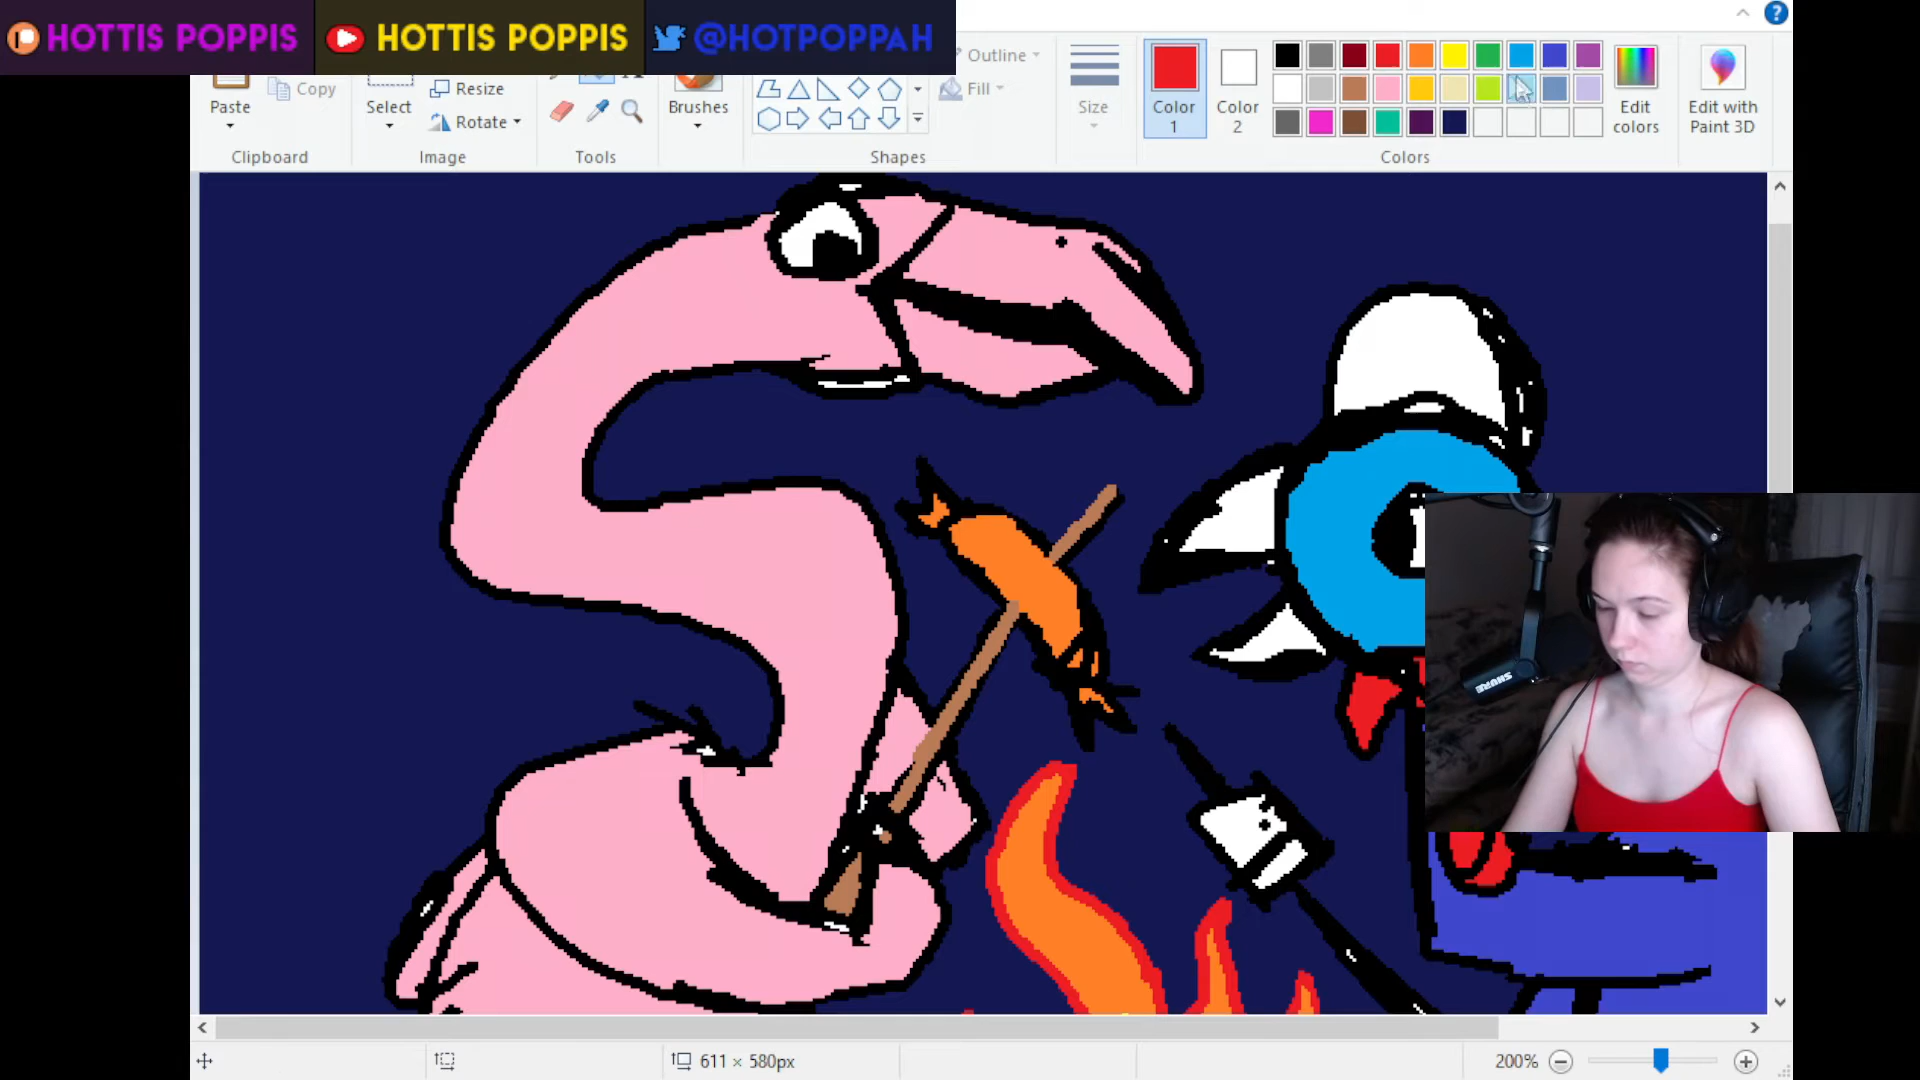 HOTTIS POPPIS HOTTIS POPPIS @HOTPOPPAH
Outline
Paste Copy Select Resize Rotate Brushes Fill Size Color 1 Color 2 Edit colors Edit with Paint 3D
Clipboard Image Tools Shapes Colors
SHURE
611 × 580px 200%